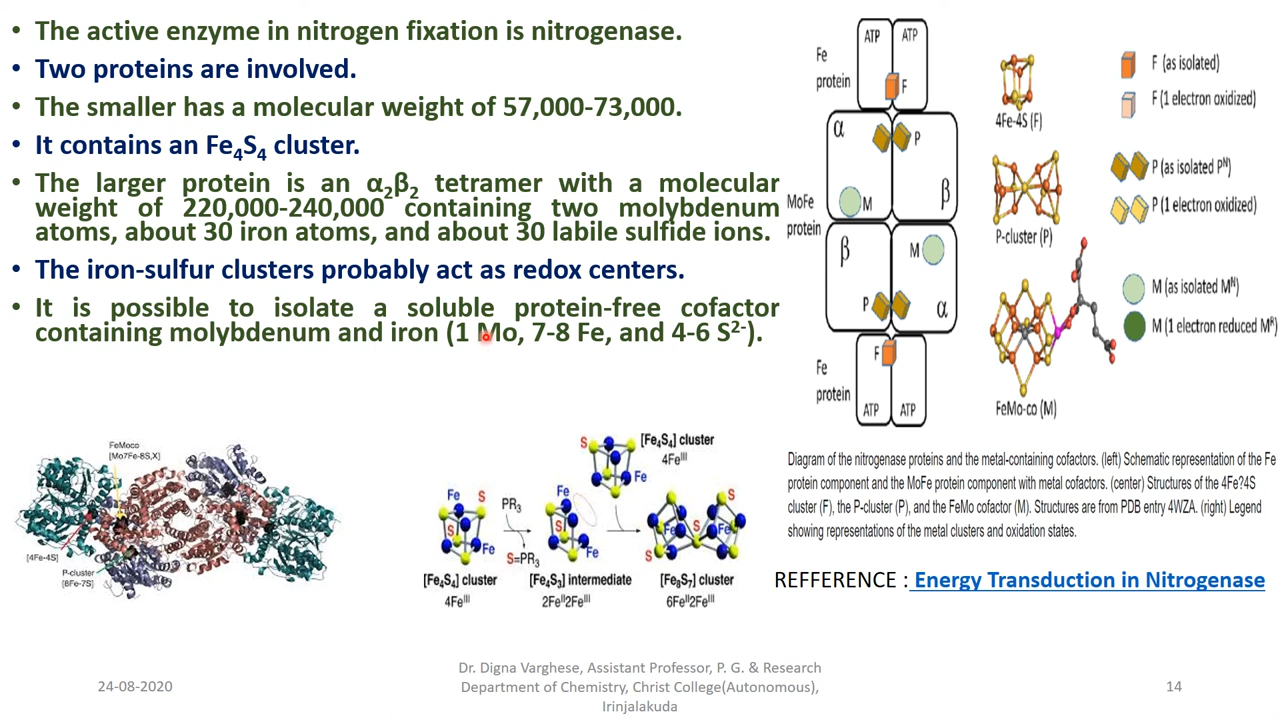 • The active enzyme in nitrogen fixation is nitrogenase.
• Two proteins are involved.
• The smaller has a molecular weight of 57,000-73,000.
• It contains an Fe4S4 cluster.
• The larger protein is an α2β2 tetramer with a molecular
weight of 220,000-240,000 containing two molybdenum
atoms, about 30 iron atoms, and about 30 labile sulfide ions.
• The iron-sulfur clusters probably act as redox centers.
• It is possible to isolate a soluble protein-free cofactor
containing molybdenum and iron (1 Mo, 7-8 Fe, and 4-6 S2-).
Fe
protein
ATP ATP
F
α
P
MoFe
protein
M
β
β
M
P
α
F
Fe
protein
ATP ATP
4Fe-4S (F)
P-cluster (P)
FeMo-co (M)
F (as isolated)
F (1 electron oxidized)
P (as isolated PN)
P (1 electron oxidized)
M (as isolated MN)
M (1 electron reduced MR)
FeMoco
[Mo7Fe-8S,X]
[4Fe-4S]
P-cluster
[8Fe-7S]
Fe S
S
Fe
[Fe4S4] cluster
4FeIII
PR3
S=PR3
Fe
S
Fe
[Fe4S3] intermediate
2FeII2FeIII
S
Fe
[Fe4S4] cluster
4FeIII
S
Fe S Fe
S
[Fe8S7] cluster
6FeII2FeIII
Diagram of the nitrogenase proteins and the metal-containing cofactors. (left) Schematic representation of the Fe
protein component and the MoFe protein component with metal cofactors. (center) Structures of the 4Fe?4S
cluster (F), the P-cluster (P), and the FeMo cofactor (M). Structures are from PDB entry 4WZA. (right) Legend
showing representations of the metal clusters and oxidation states.
REFFERENCE : Energy Transduction in Nitrogenase
24-08-2020
Dr. Digna Varghese, Assistant Professor, P. G. & Research
Department of Chemistry, Christ College(Autonomous),
Irinjalakuda
14